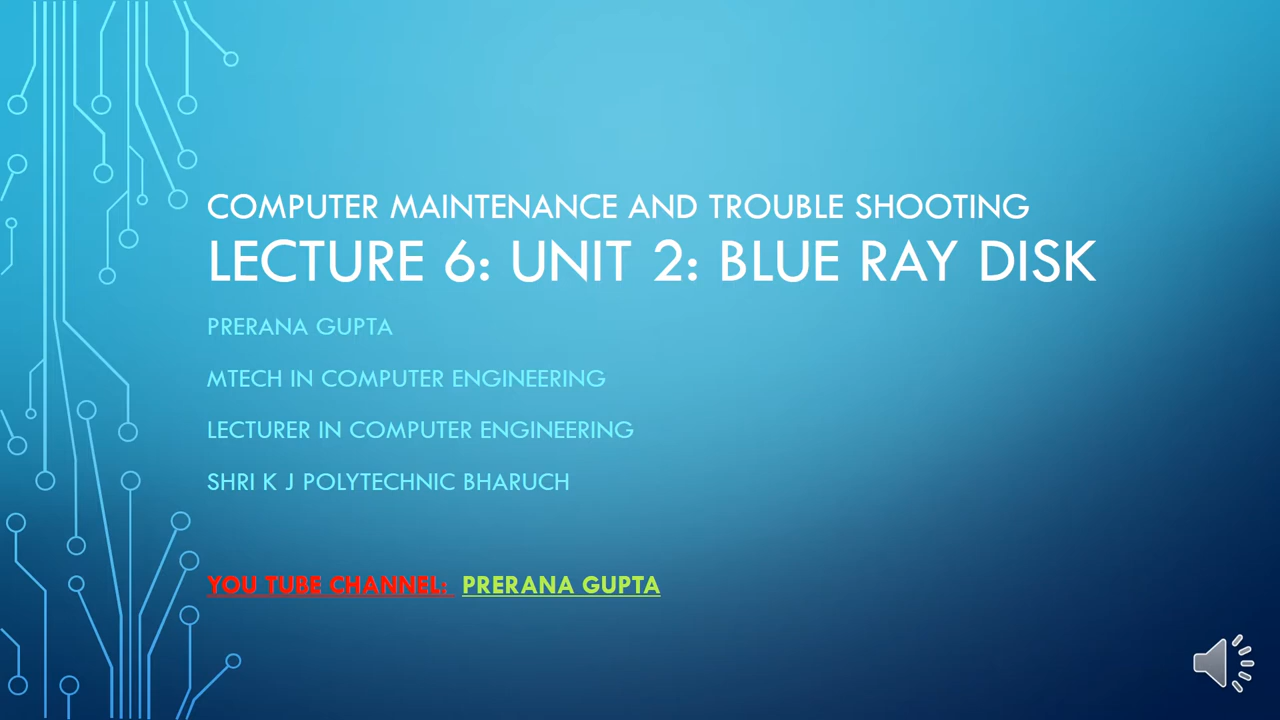 COMPUTER MAINTENANCE AND TROUBLE SHOOTING
LECTURE 6: UNIT 2: BLUE RAY DISK
PRERANA GUPTA
MTECH IN COMPUTER ENGINEERING
LECTURER IN COMPUTER ENGINEERING
SHRI K J POLYTECHNIC BHARUCH
YOU TUBE CHANNEL: PRERANA GUPTA